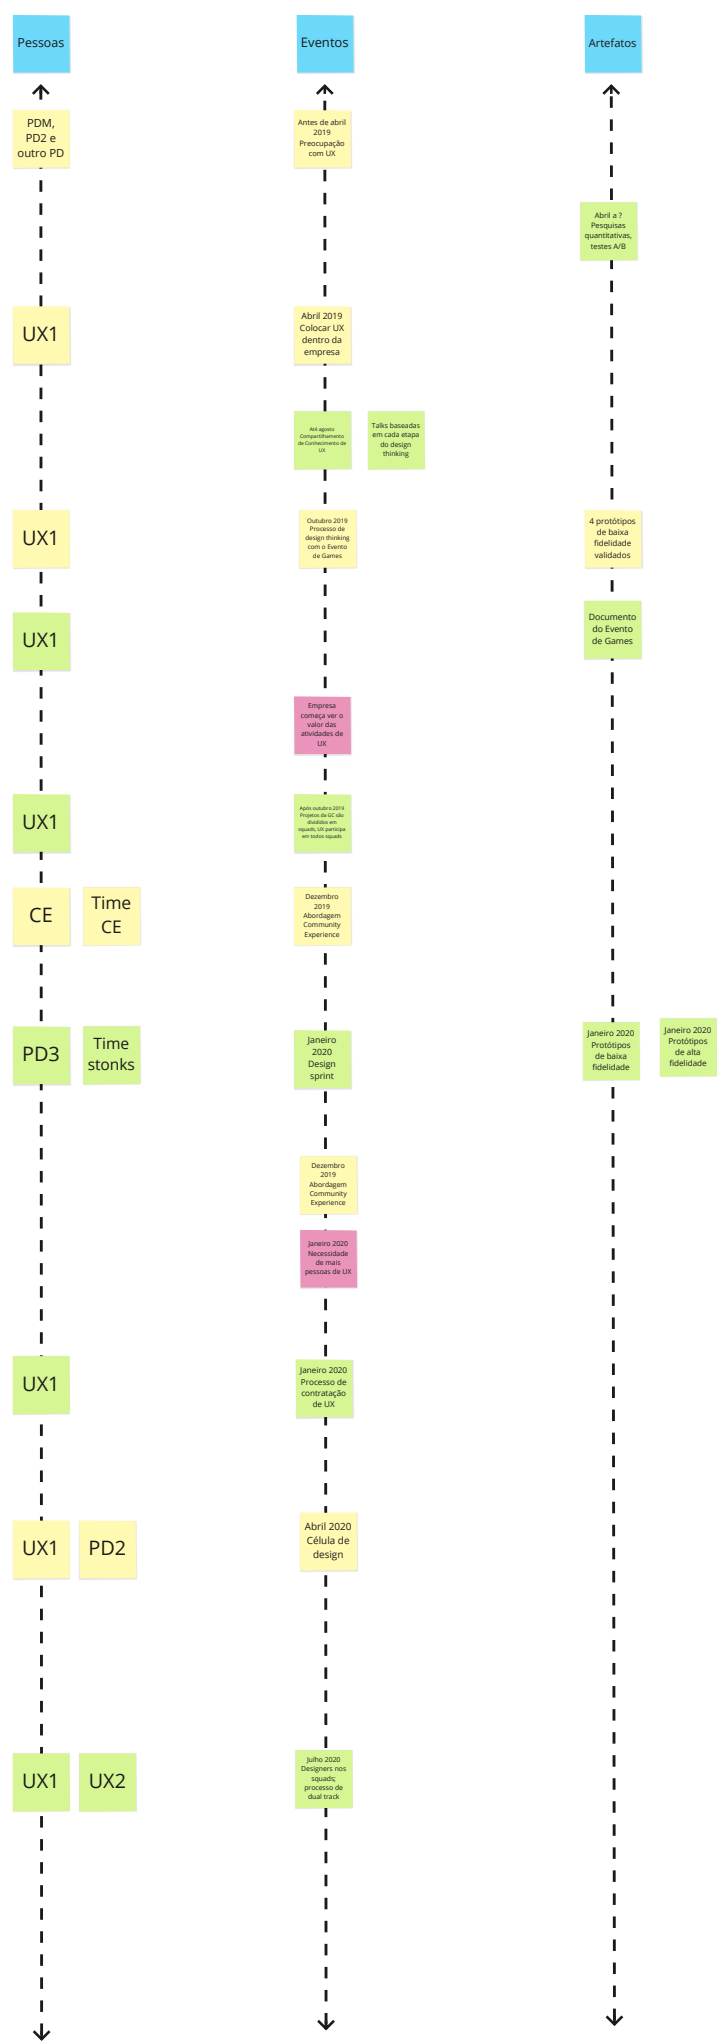 Pessoas
Eventos
Artefatos
PDM,
PD2 e
outro PD
Antes de abril
2019
Preocupação
com UX
Abril a ?
Pesquisas
quantitativas,
testes A/B
UX1
Abril 2019
Colocar UX
dentro da
empresa
Até agosto
Compartilhamento
de Conhecimento de
UX
Talks baseadas
em cada etapa
do design
thinking
UX1
Outubro 2019
Processo de
design thinking
com o Evento
de Games
4 protótipos
de baixa
fidelidade
validados
UX1
Documento
do Evento
de Games
Empresa
começa ver o
valor das
atividades de
UX
UX1
Após outubro 2019
Projetos da GC são
divididos em
squads, UX participa
em todos squads
CE
Time
CE
Dezembro
2019
Abordagem
Community
Experience
PD3
Time
stonks
Janeiro
2020
Design
sprint
Janeiro 2020
Protótipos
de baixa
fidelidade
Janeiro 2020
Protótipos
de alta
fidelidade
Dezembro
2019
Abordagem
Community
Experience
Janeiro 2020
Necessidade
de mais
pessoas de UX
UX1
Janeiro 2020
Processo de
contratação
de UX
UX1
PD2
Abril 2020
Célula de
design
UX1
UX2
Julho 2020
Designers nos
squads;
processo de
dual track